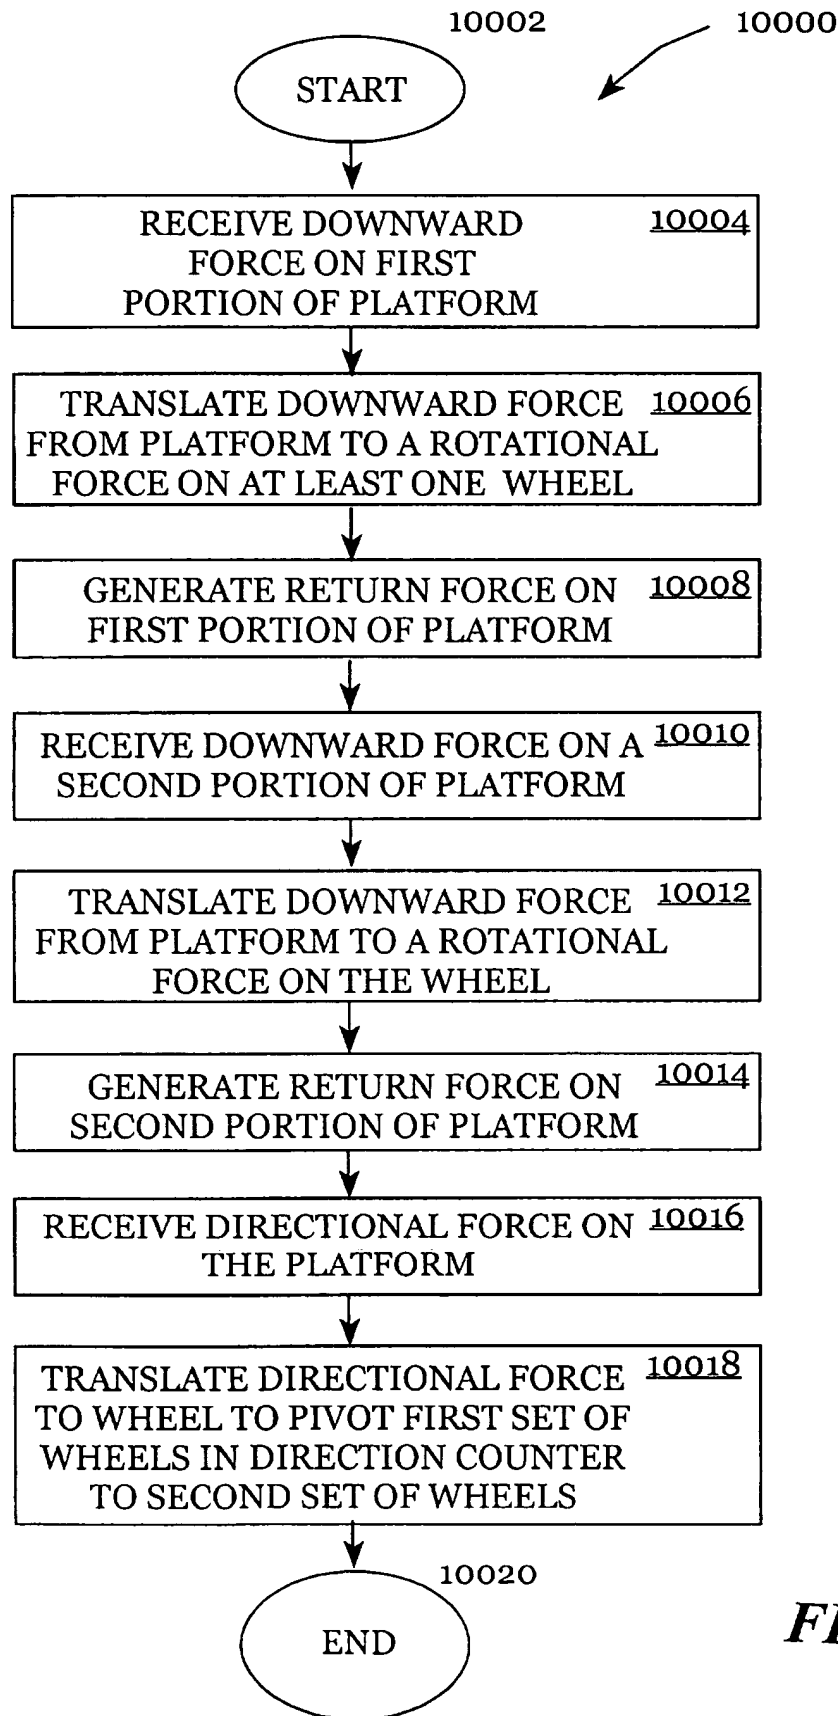 10002
10000
START
RECEIVE DOWNWARD 10004
FORCE ON FIRST
PORTION OF PLATFORM
TRANSLATE DOWNWARD FORCE 10006
FROM PLATFORM TO A ROTATIONAL
FORCE ON AT LEAST ONE WHEEL
GENERATE RETURN FORCE ON 10008
FIRST PORTION OF PLATFORM
RECEIVE DOWNWARD FORCE ON A 10010
SECOND PORTION OF PLATFORM
TRANSLATE DOWNWARD FORCE 10012
FROM PLATFORM TO A ROTATIONAL
FORCE ON THE WHEEL
GENERATE RETURN FORCE ON 10014
SECOND PORTION OF PLATFORM
RECEIVE DIRECTIONAL FORCE ON 10016
THE PLATFORM
TRANSLATE DIRECTIONAL FORCE 10018
TO WHEEL TO PIVOT FIRST SET OF
WHEELS IN DIRECTION COUNTER
TO SECOND SET OF WHEELS
10020
END